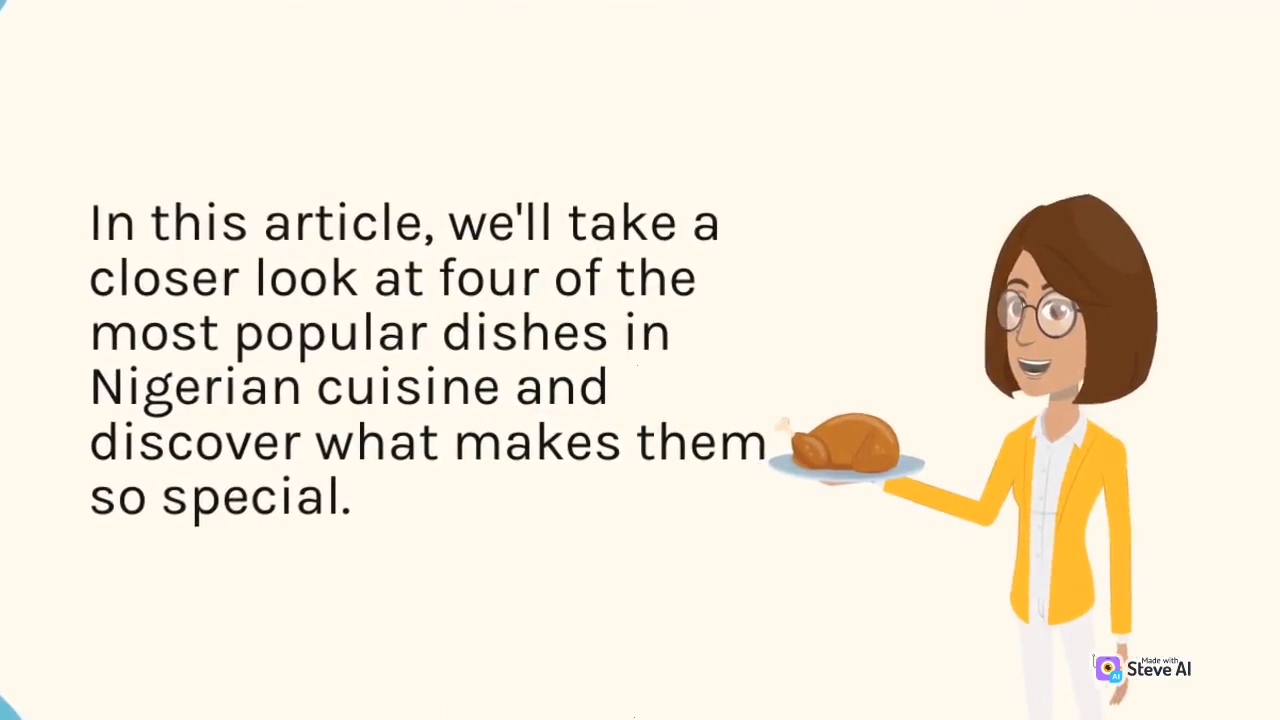 In this article, we'll take a
closer look at four of the
most popular dishes in
Nigerian cuisine and
discover what makes them
so special.
Made with
Steve AI
AI